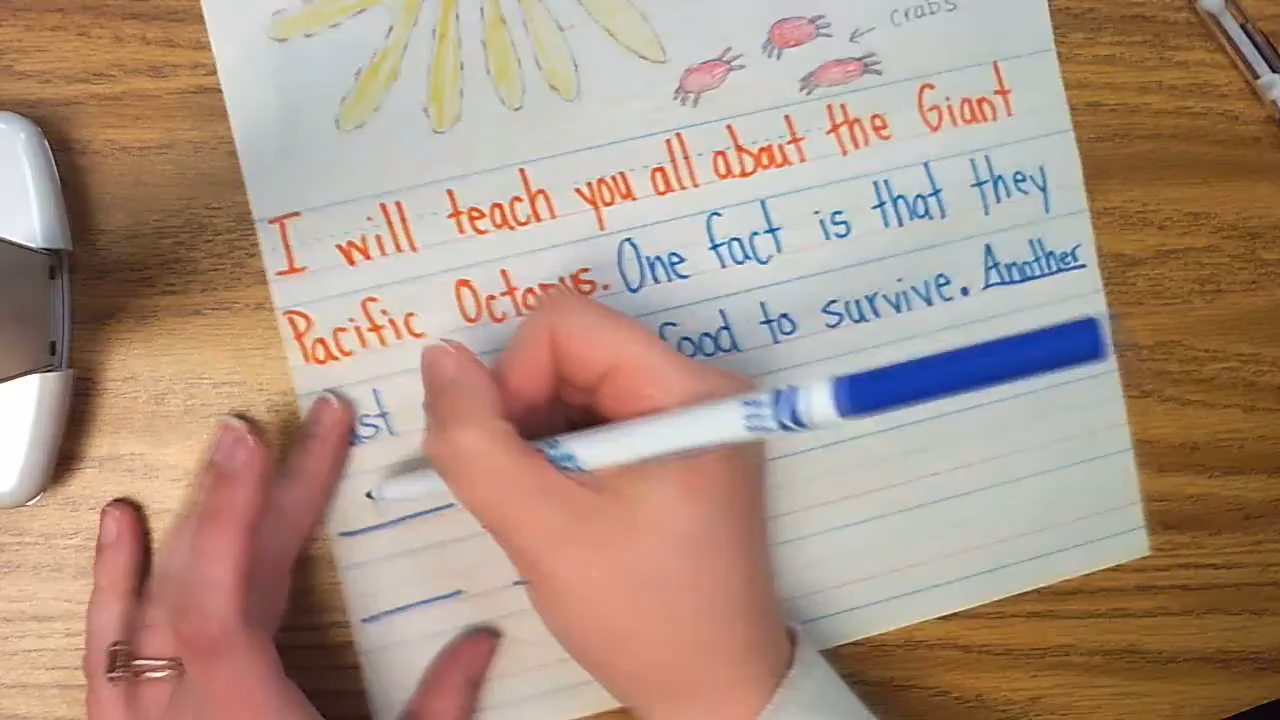 crabs
I will teach you all about the Giant
Pacific Octopus. One fact is that they
food to survive. Another